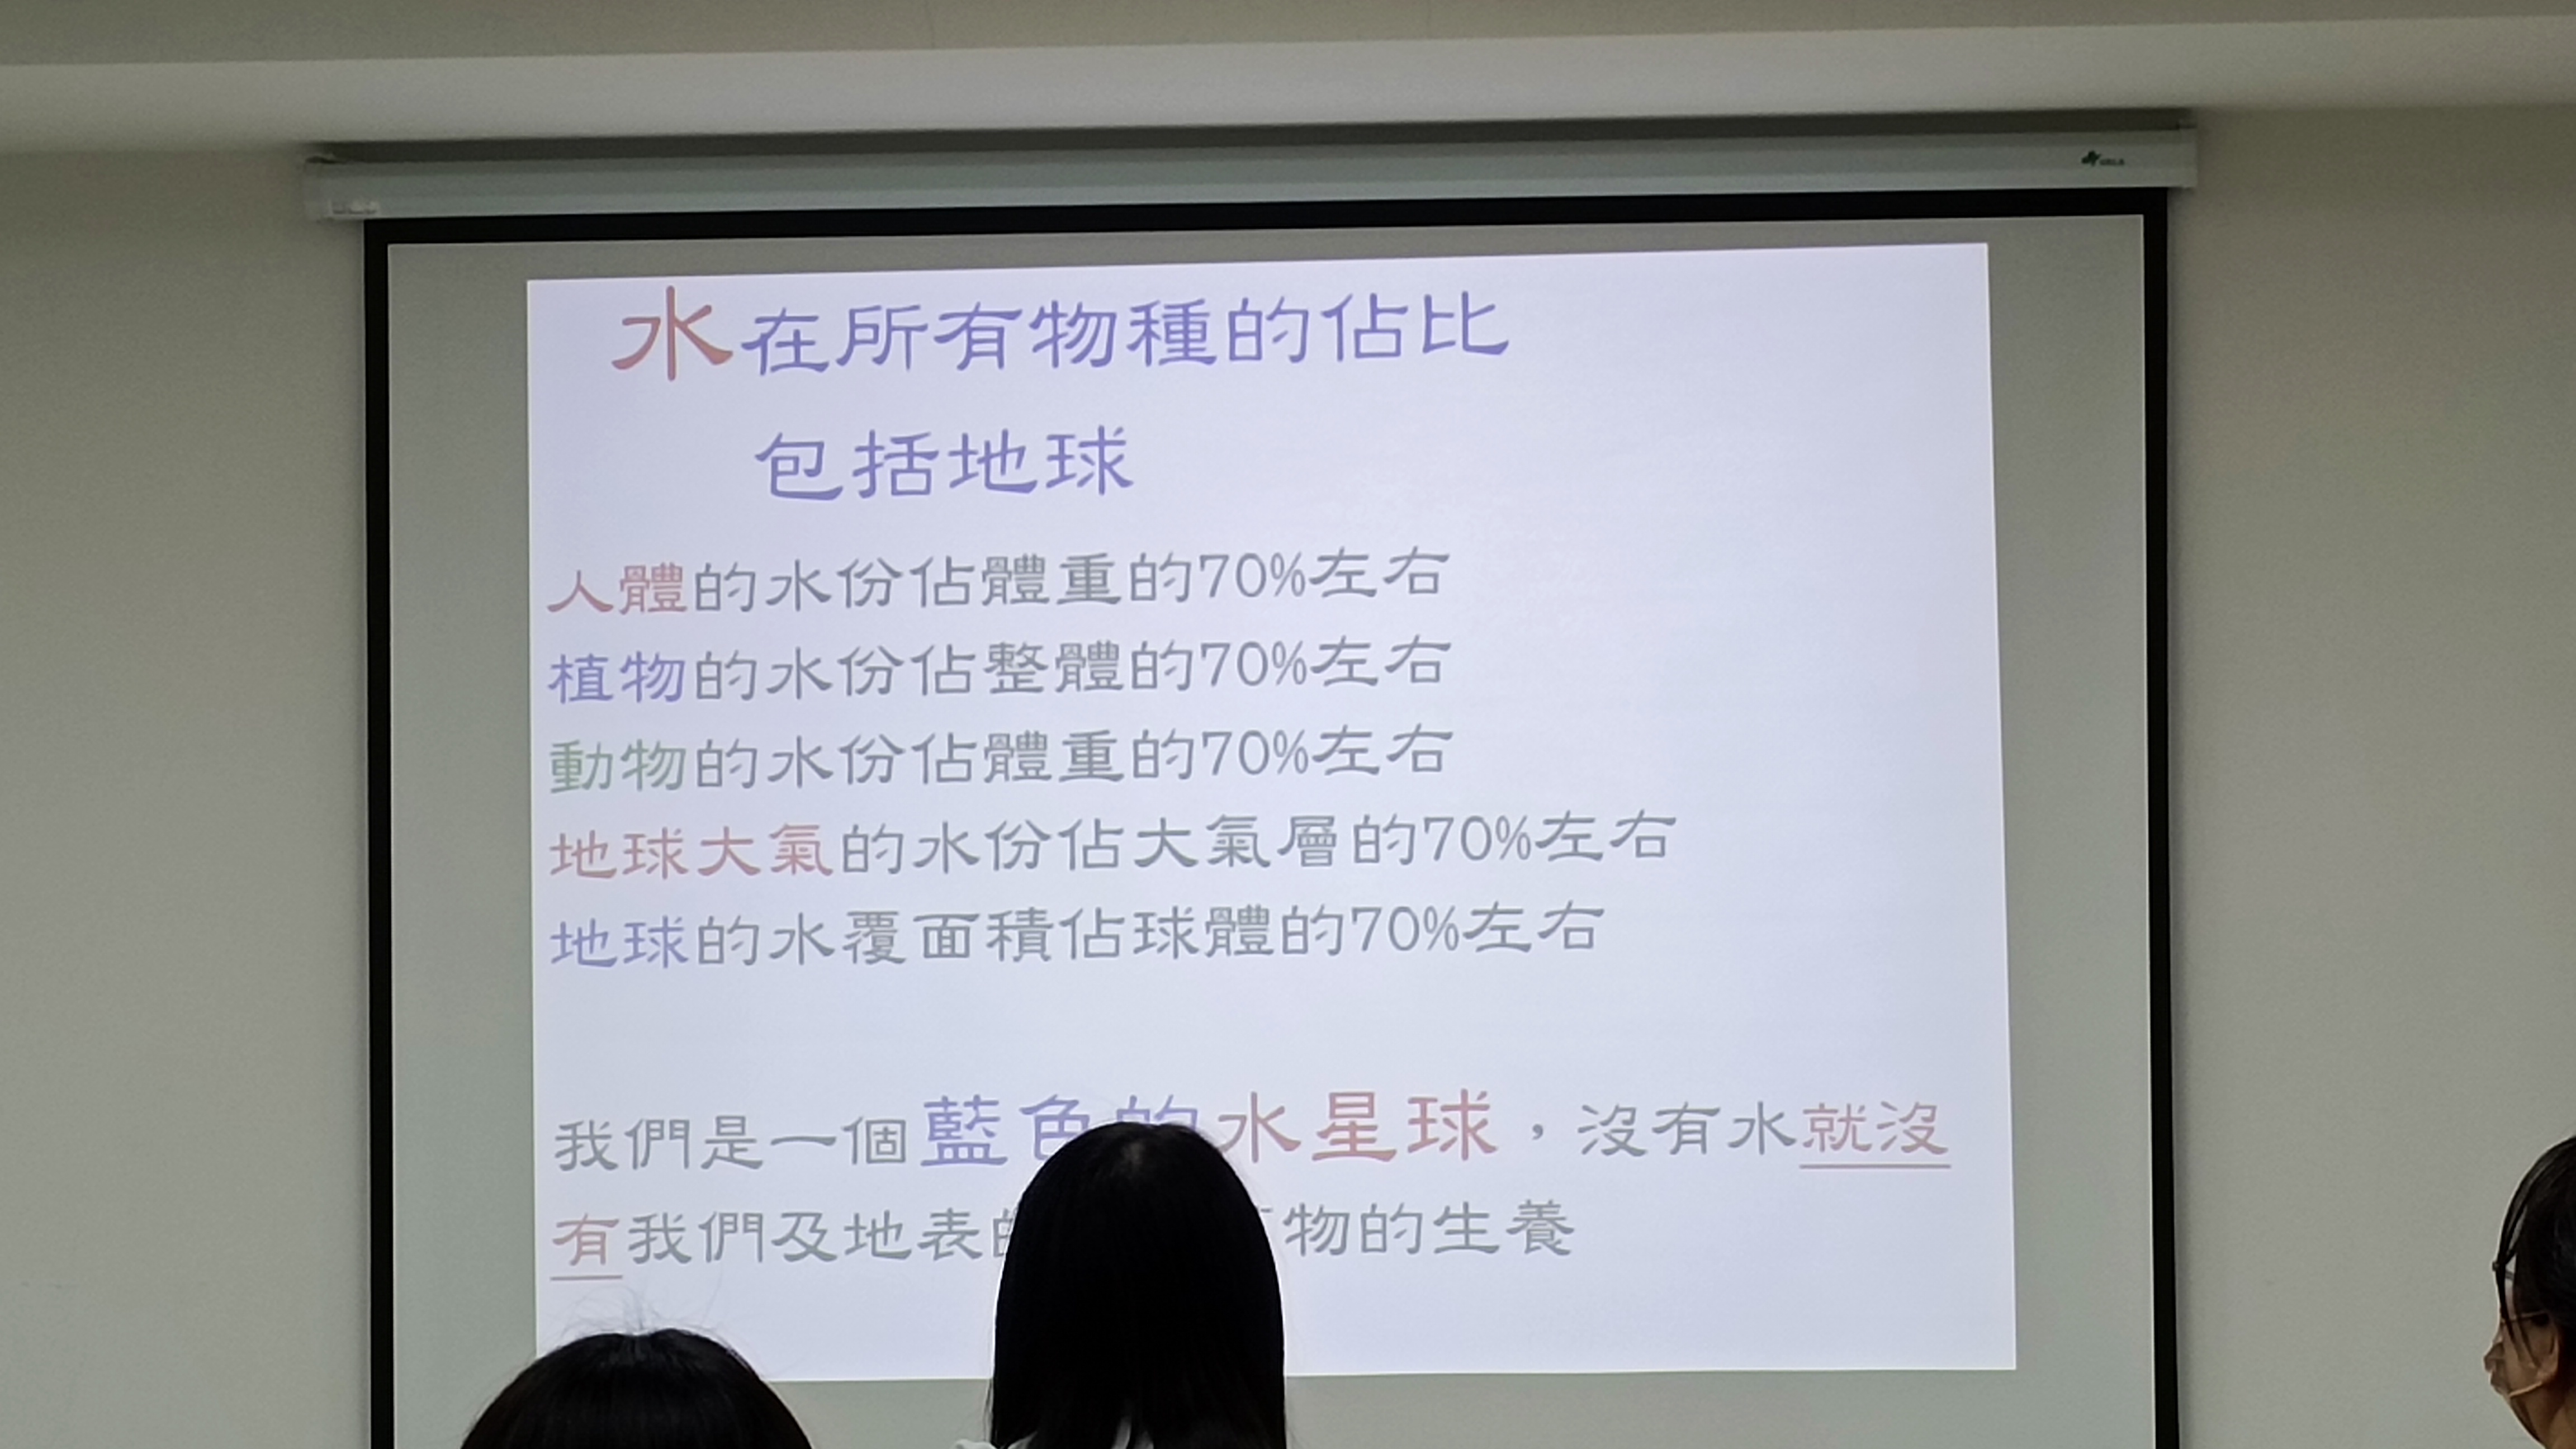 水在所有物種的佔比
包括地球
人體的水份佔體重的70%左右
植物的水份佔整體的70%左右
動物的水份佔體重的70%左右
地球大氣的水份佔大氣層的70%左右
地球的水覆面積佔球體的70%左右
我們是一個藍色的水星球，沒有水就沒
有我們及地表 物的生養